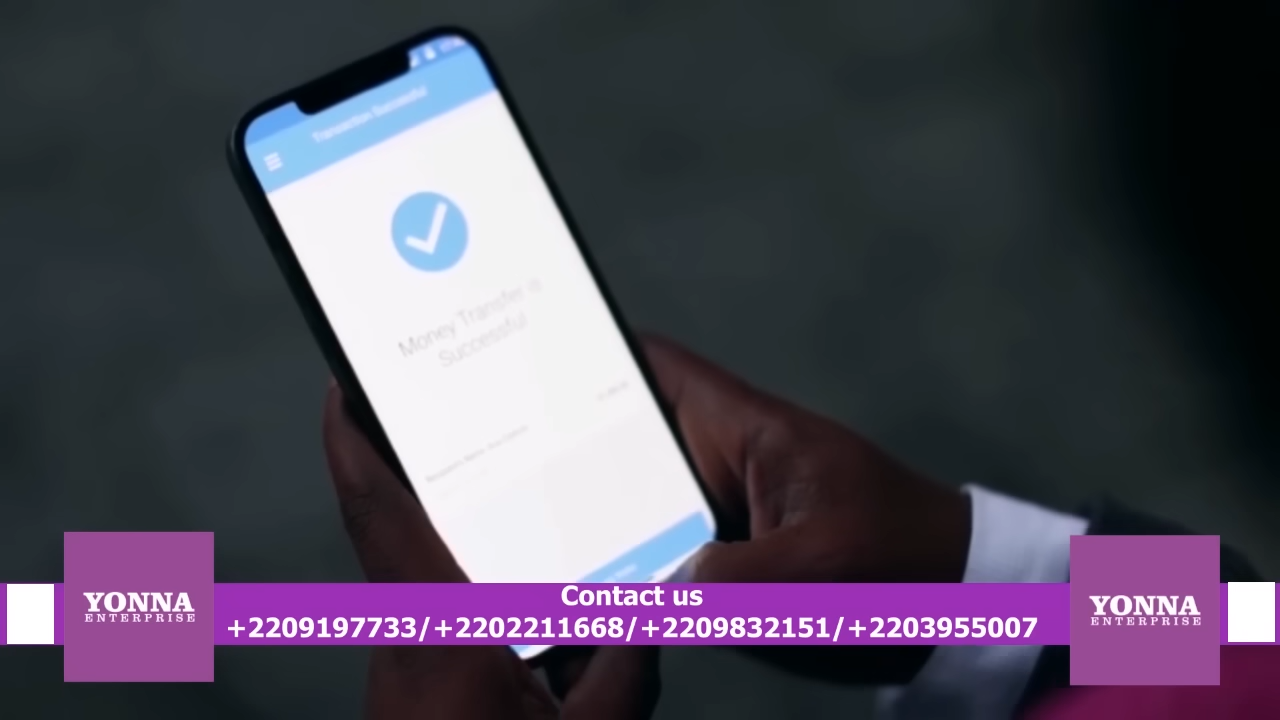 Transaction Successful
Money Transfer is
Successful
YONNA
ENTERPRISE
Contact us
+2209197733/+2202211668/+2209832151/+2203955007
YONNA
ENTERPRISE